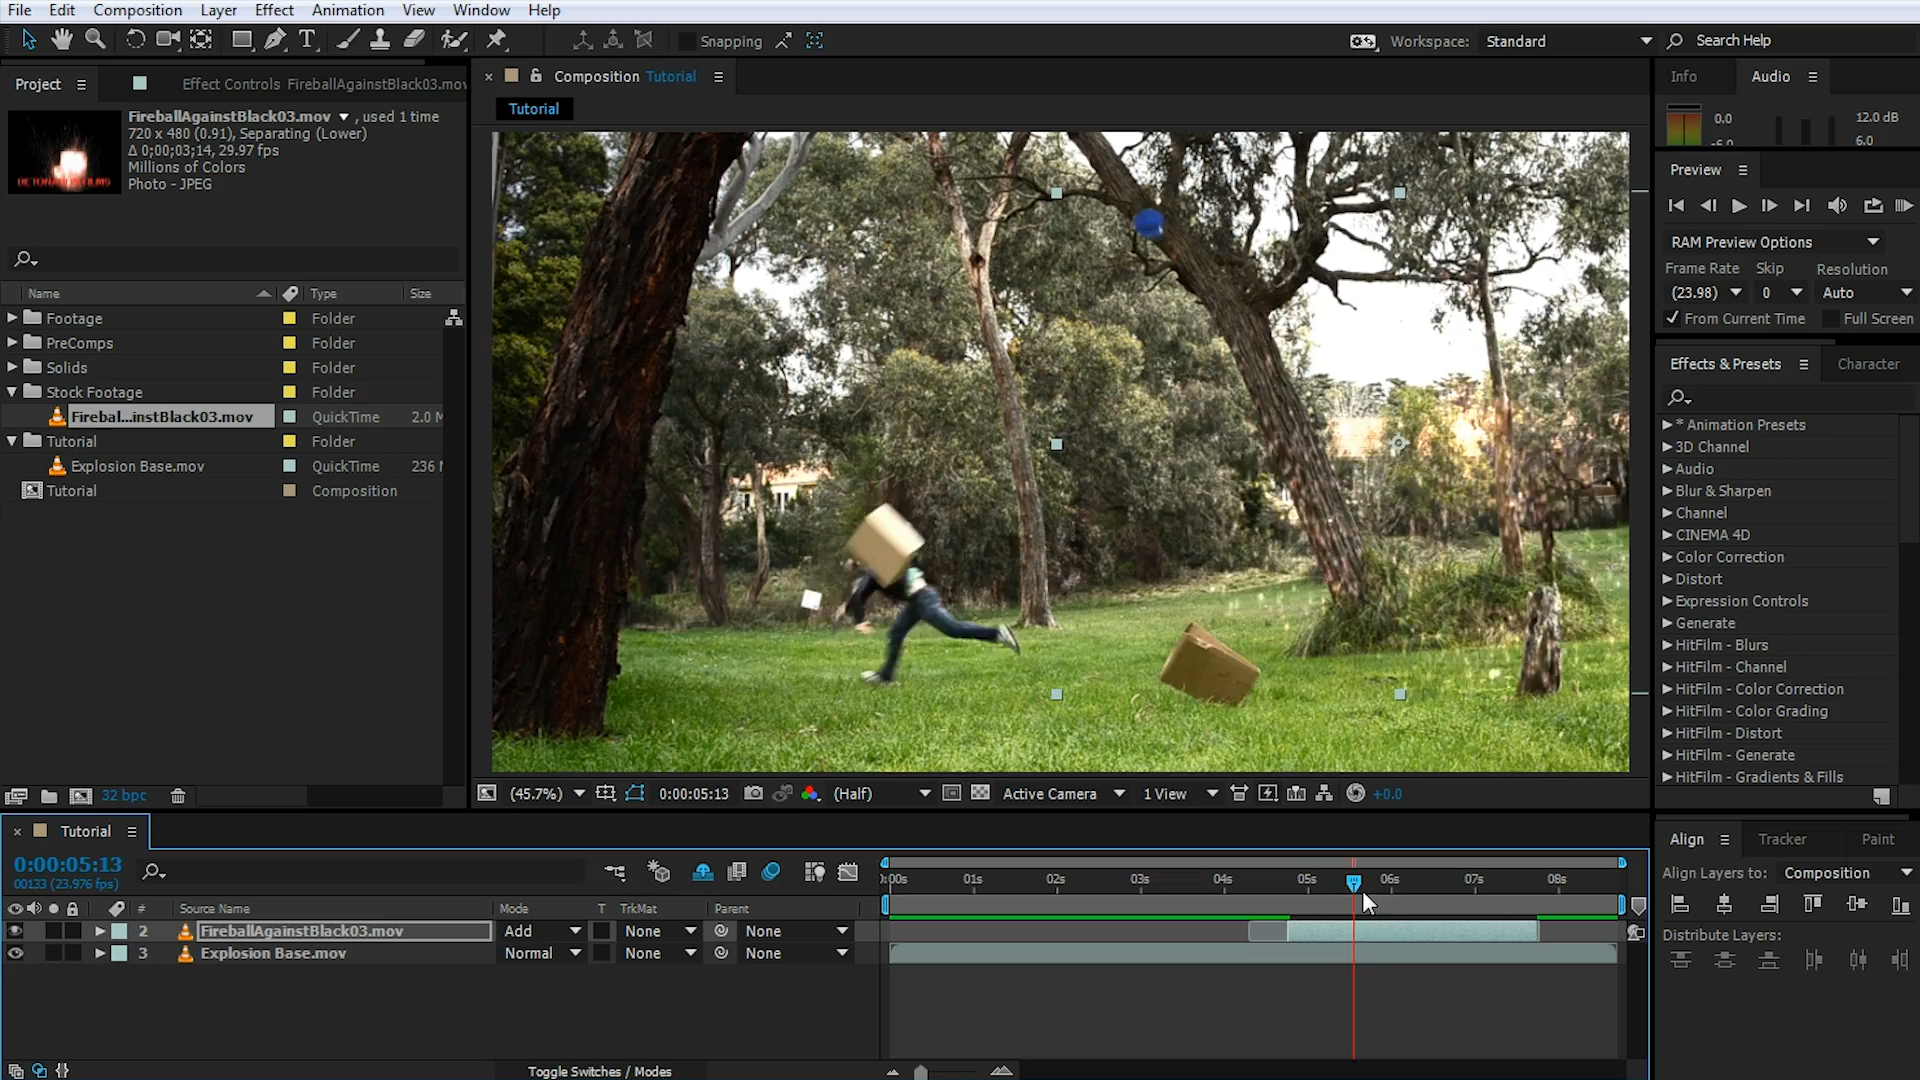 File Edit Composition Layer Effect Animation View Window Help
Snapping
Workspace: Standard
Search Help
Project
Effect Controls FireballAgainstBlack03.mov
FireballAgainstBlack03.mov , used 1 time
720 x 480 (0.91), Separating (Lower)
Δ 0;00;03;14, 29.97 fps
Millions of Colors
Photo - JPEG
Name Type Size
Footage Folder
PreComps Folder
Solids Folder
Stock Footage Folder
Firebal...instBlack03.mov QuickTime 2.0 M
Tutorial Folder
Explosion Base.mov QuickTime 236
Tutorial Composition
32 bpc
Composition Tutorial
Tutorial
(45.7%) 0:00:05:13 (Half) Active Camera 1 View +0.0
Info Audio
0.0 12.0 dB
-6.0 6.0
Preview
RAM Preview Options
Frame Rate Skip Resolution
(23.98) 0 Auto
From Current Time Full Screen
Effects & Presets Character
* Animation Presets
3D Channel
Audio
Blur & Sharpen
Channel
CINEMA 4D
Color Correction
Distort
Expression Controls
Generate
HitFilm - Blurs
HitFilm - Channel
HitFilm - Color Correction
HitFilm - Color Grading
HitFilm - Distort
HitFilm - Generate
HitFilm - Gradients & Fills
Tutorial
0:00:05:13
00133 (23.976 fps)
# Source Name Mode T TrkMat Parent
2 FireballAgainstBlack03.mov Add None None
3 Explosion Base.mov Normal None None
:00s 01s 02s 03s 04s 05s 06s 07s 08s
Toggle Switches / Modes
Align Tracker Paint
Align Layers to: Composition
Distribute Layers: